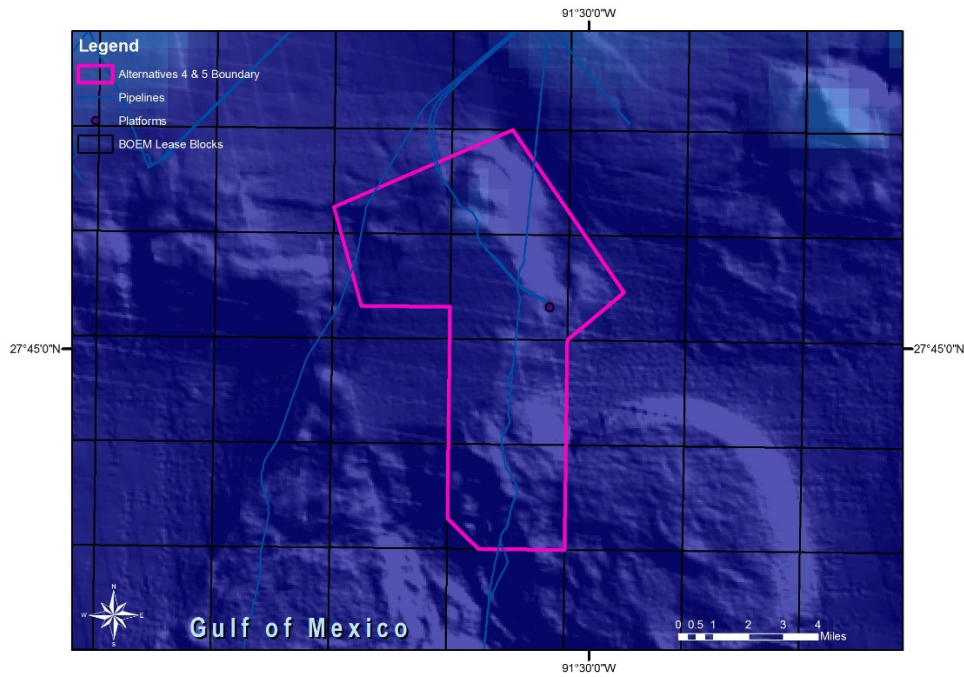 91°30'0"W
Legend
Alternatives 4 & 5 Boundary
Pipelines
Platforms
BOEM Lease Blocks
27°45'0"N
27°45'0"N
N
W E
S
Gulf of Mexico
0 0.5 1 2 3 4
Miles
91°30'0"W